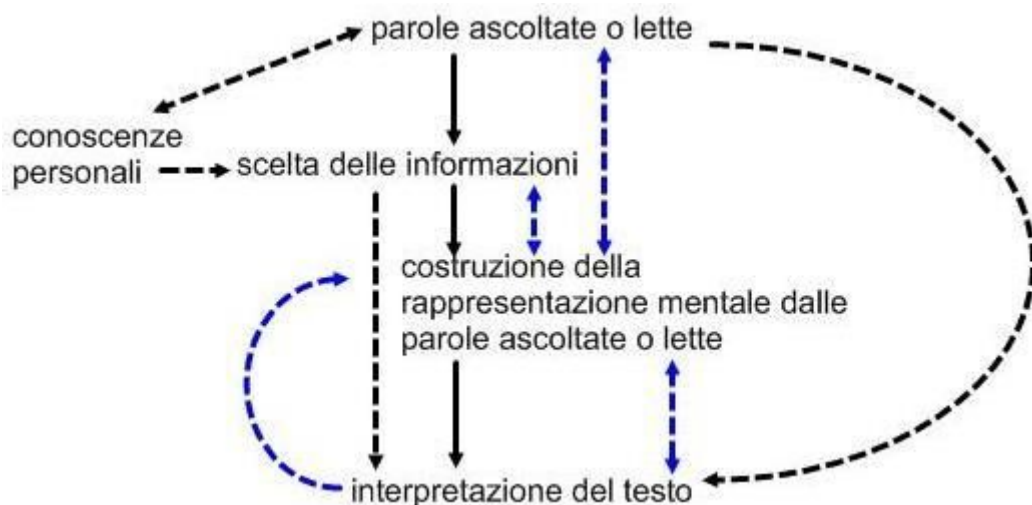 parole ascoltate o lette
conoscenze
personali
scelta delle informazioni
costruzione della
rappresentazione mentale dalle
parole ascoltate o lette
interpretazione del testo